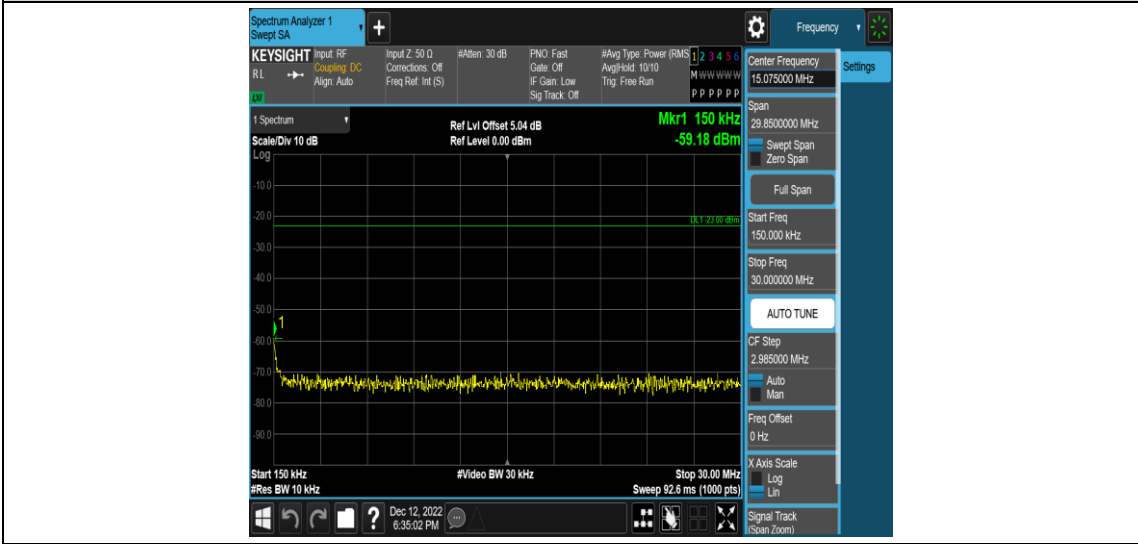 Spectrum Analyzer 1
Swept SA
+
Frequency
KEYSIGHT
RL
Input: RF
Coupling: DC
Align: Auto
Input Z: 50 Ω
Corrections: Off
Freq Ref: Int (S)
#Atten: 30 dB
PNO: Fast
Gate: Off
IF Gain: Low
Sig Track: Off
#Avg Type: Power (RMS
Avg|Hold: 10/10
Trig: Free Run
1 2 3 4 5 6
M W W W W W
P P P P P P
1 Spectrum
Scale/Div 10 dB
Log
Ref Lvl Offset 5.04 dB
Ref Level 0.00 dBm
Mkr1 150 kHz
-59.18 dBm
-10.0
-20.0
DL1 -23.00 dBm
-30.0
-40.0
-50.0
1
-60.0
-70.0
-80.0
-90.0
Start 150 kHz
#Res BW 10 kHz
#Video BW 30 kHz
Stop 30.00 MHz
Sweep 92.6 ms (1000 pts)
?
Dec 12, 2022
6:35:02 PM
Center Frequency
15.075000 MHz
Settings
Span
29.8500000 MHz
Swept Span
Zero Span
Full Span
Start Freq
150.000 kHz
Stop Freq
30.000000 MHz
AUTO TUNE
CF Step
2.985000 MHz
Auto
Man
Freq Offset
0 Hz
X Axis Scale
Log
Lin
Signal Track
(Span Zoom)